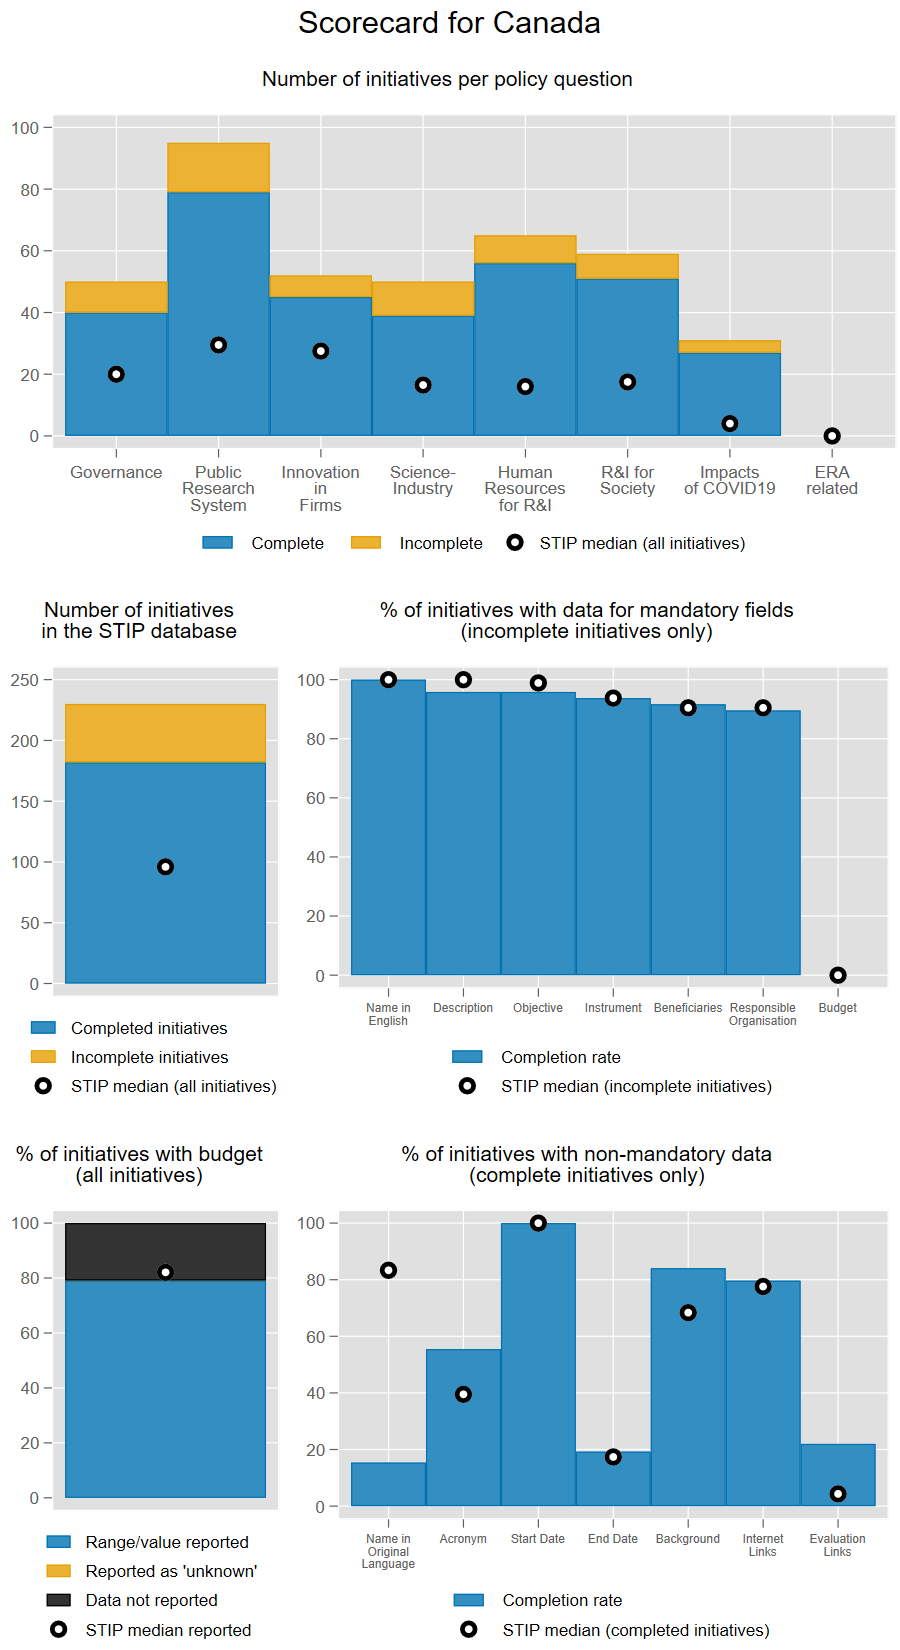 Scorecard for Canada
Number of initiatives per policy question
100
80
60
40
20
0
Governance
Public
Research
System
Innovation
in
Firms
Science-
Industry
Human
Resources
for R&I
R&I for
Society
Impacts
of COVID19
ERA
related
Complete
Incomplete
STIP median (all initiatives)
Number of initiatives
in the STIP database
250
200
150
100
50
0
Completed initiatives
Incomplete initiatives
STIP median (all initiatives)
% of initiatives with data for mandatory fields
(incomplete initiatives only)
100
80
60
40
20
0
Name in
English
Description
Objective
Instrument
Beneficiaries
Responsible
Organisation
Budget
Completion rate
STIP median (incomplete initiatives)
% of initiatives with budget
(all initiatives)
100
80
60
40
20
0
Range/value reported
Reported as 'unknown'
Data not reported
STIP median reported
% of initiatives with non-mandatory data
(complete initiatives only)
100
80
60
40
20
0
Name in
Original
Language
Acronym
Start Date
End Date
Background
Internet
Links
Evaluation
Links
Completion rate
STIP median (completed initiatives)